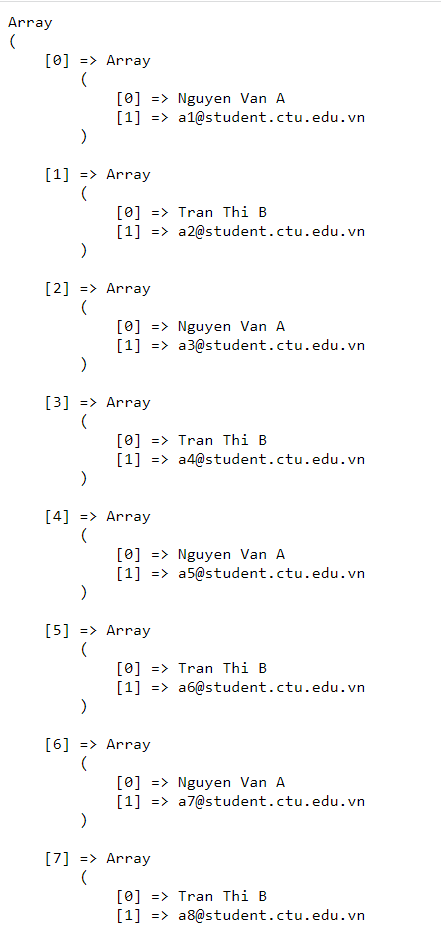 Array
(
[0] => Array
(
[0] => Nguyen Van A
[1] => a1@student.ctu.edu.vn
)
[1] => Array
(
[0] => Tran Thi B
[1] => a2@student.ctu.edu.vn
)
[2] => Array
(
[0] => Nguyen Van A
[1] => a3@student.ctu.edu.vn
)
[3] => Array
(
[0] => Tran Thi B
[1] => a4@student.ctu.edu.vn
)
[4] => Array
(
[0] => Nguyen Van A
[1] => a5@student.ctu.edu.vn
)
[5] => Array
(
[0] => Tran Thi B
[1] => a6@student.ctu.edu.vn
)
[6] => Array
(
[0] => Nguyen Van A
[1] => a7@student.ctu.edu.vn
)
[7] => Array
(
[0] => Tran Thi B
[1] => a8@student.ctu.edu.vn